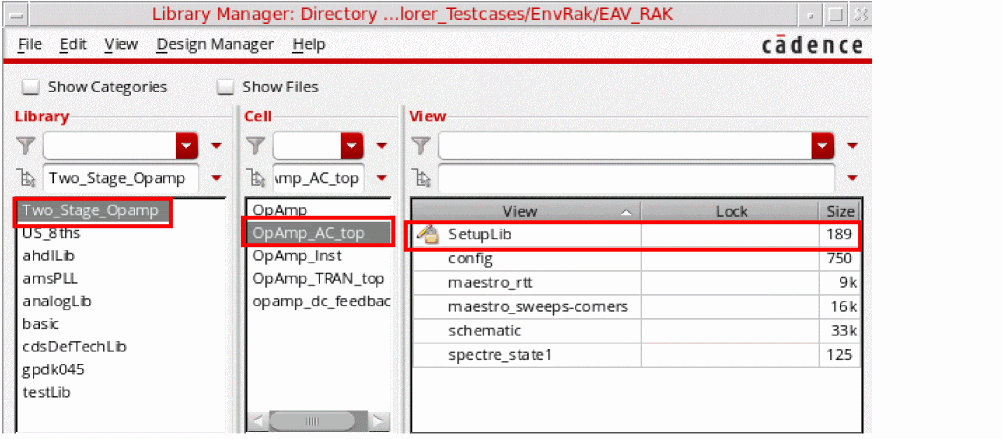 Library Manager: Directory ...lorer_Testcases/EnvRak/EAV_RAK
File Edit View Design Manager Help
cādence
Show Categories Show Files
Library Cell View
Two_Stage_Opamp \mp_AC_top
Two_Stage_Opamp OpAmp View Lock Size
US_8ths OpAmp_AC_top SetupLib 189
ahdlLib OpAmp_Inst config 750
amsPLL OpAmp_TRAN_top maestro_rtt 9k
analogLib opamp_dc_feedbac maestro_sweeps-corners 16k
basic schematic 33k
cdsDefTechLib spectre_state1 125
gpdk045
testLib